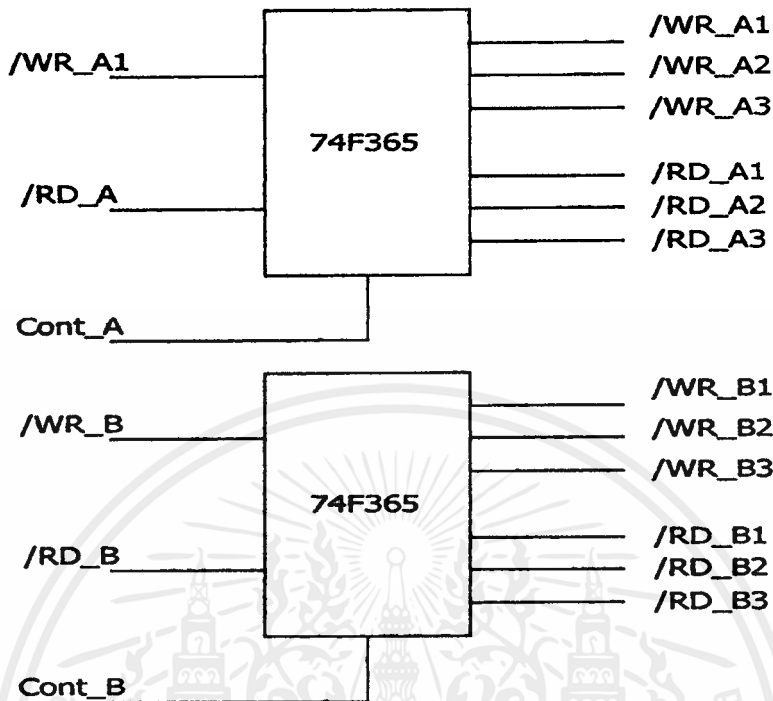 /WR_A1
/RD_A
Cont_A
74F365
/WR_A1
/WR_A2
/WR_A3
/RD_A1
/RD_A2
/RD_A3
/WR_B
/RD_B
Cont_B
74F365
/WR_B1
/WR_B2
/WR_B3
/RD_B1
/RD_B2
/RD_B3